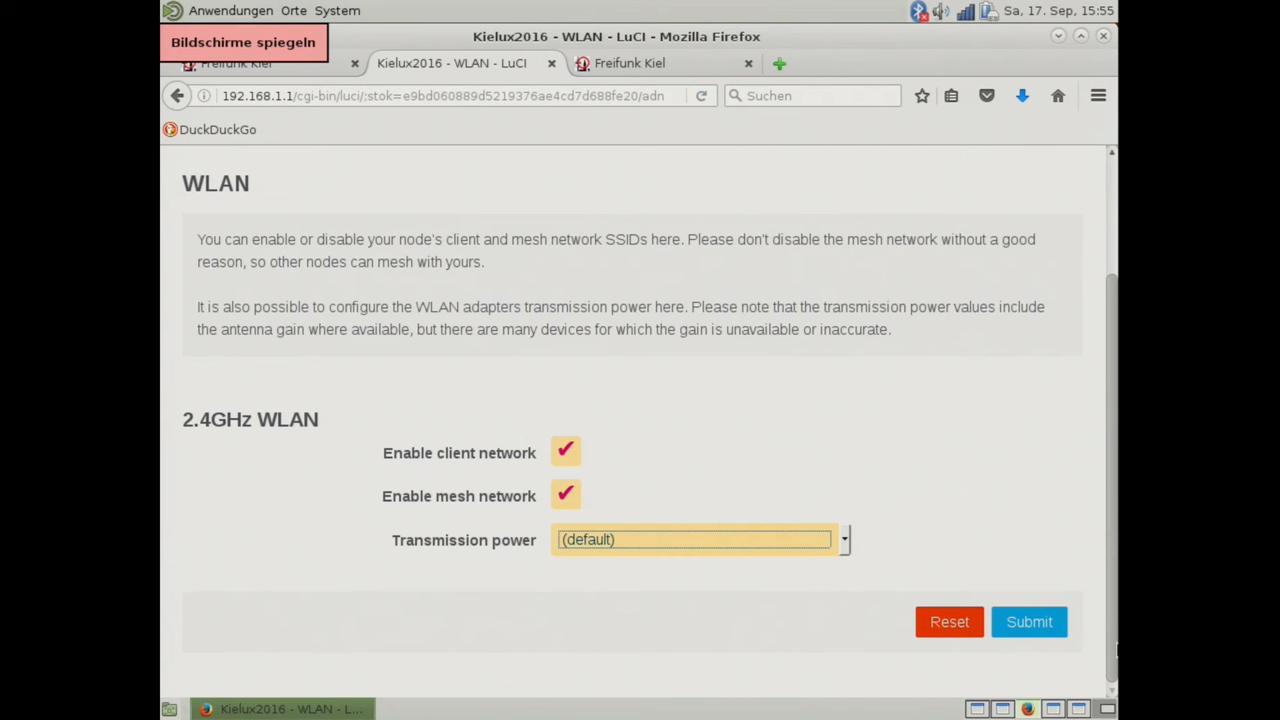 Anwendungen Orte System
Sa, 17. Sep, 15:55
Bildschirme spiegeln
Kielux2016 - WLAN - LuCI - Mozilla Firefox
Freifunk Kiel
Kielux2016 - WLAN - LuCI
Freifunk Kiel
192.168.1.1/cgi-bin/luci/;stok=e9bd060889d5219376ae4cd7d688fe20/adn
Suchen
DuckDuckGo
WLAN
You can enable or disable your node's client and mesh network SSIDs here. Please don't disable the mesh network without a good
reason, so other nodes can mesh with yours.
It is also possible to configure the WLAN adapters transmission power here. Please note that the transmission power values include
the antenna gain where available, but there are many devices for which the gain is unavailable or inaccurate.
2.4GHz WLAN
Enable client network
Enable mesh network
Transmission power
(default)
Reset
Submit
Kielux2016 - WLAN - L...